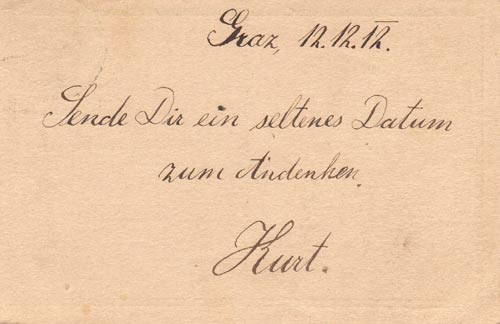 Graz, 12.12.12.
Sende Dir ein seltenes Datum
zum Andenken.
Kurt.